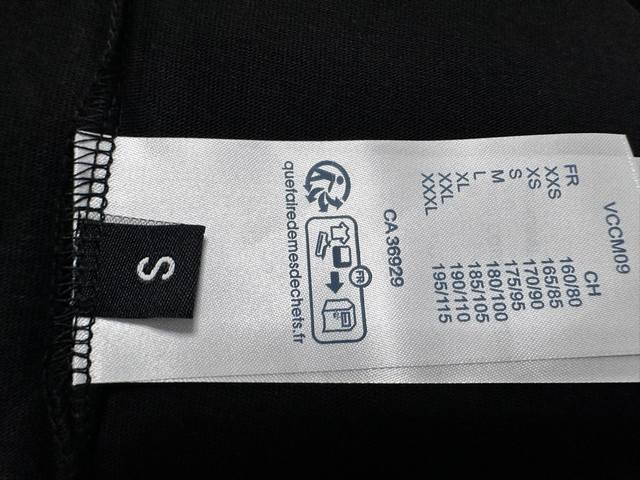 VCCM09
FR CH
XXS 160/80
XS 165/85
S 170/90
M 175/95
L 180/100
XL 185/105
XXL 190/110
XXXL 195/115
CA 36929
FR
quefairedemesdechets.fr
S